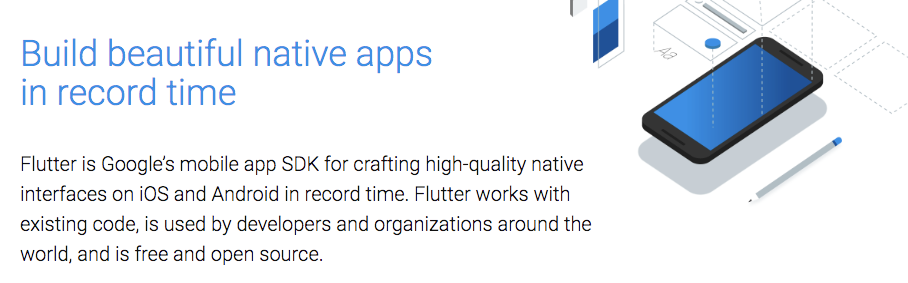 Build beautiful native apps
in record time
Aa
Flutter is Google's mobile app SDK for crafting high-quality native
interfaces on iOS and Android in record time. Flutter works with
existing code, is used by developers and organizations around the
world, and is free and open source.